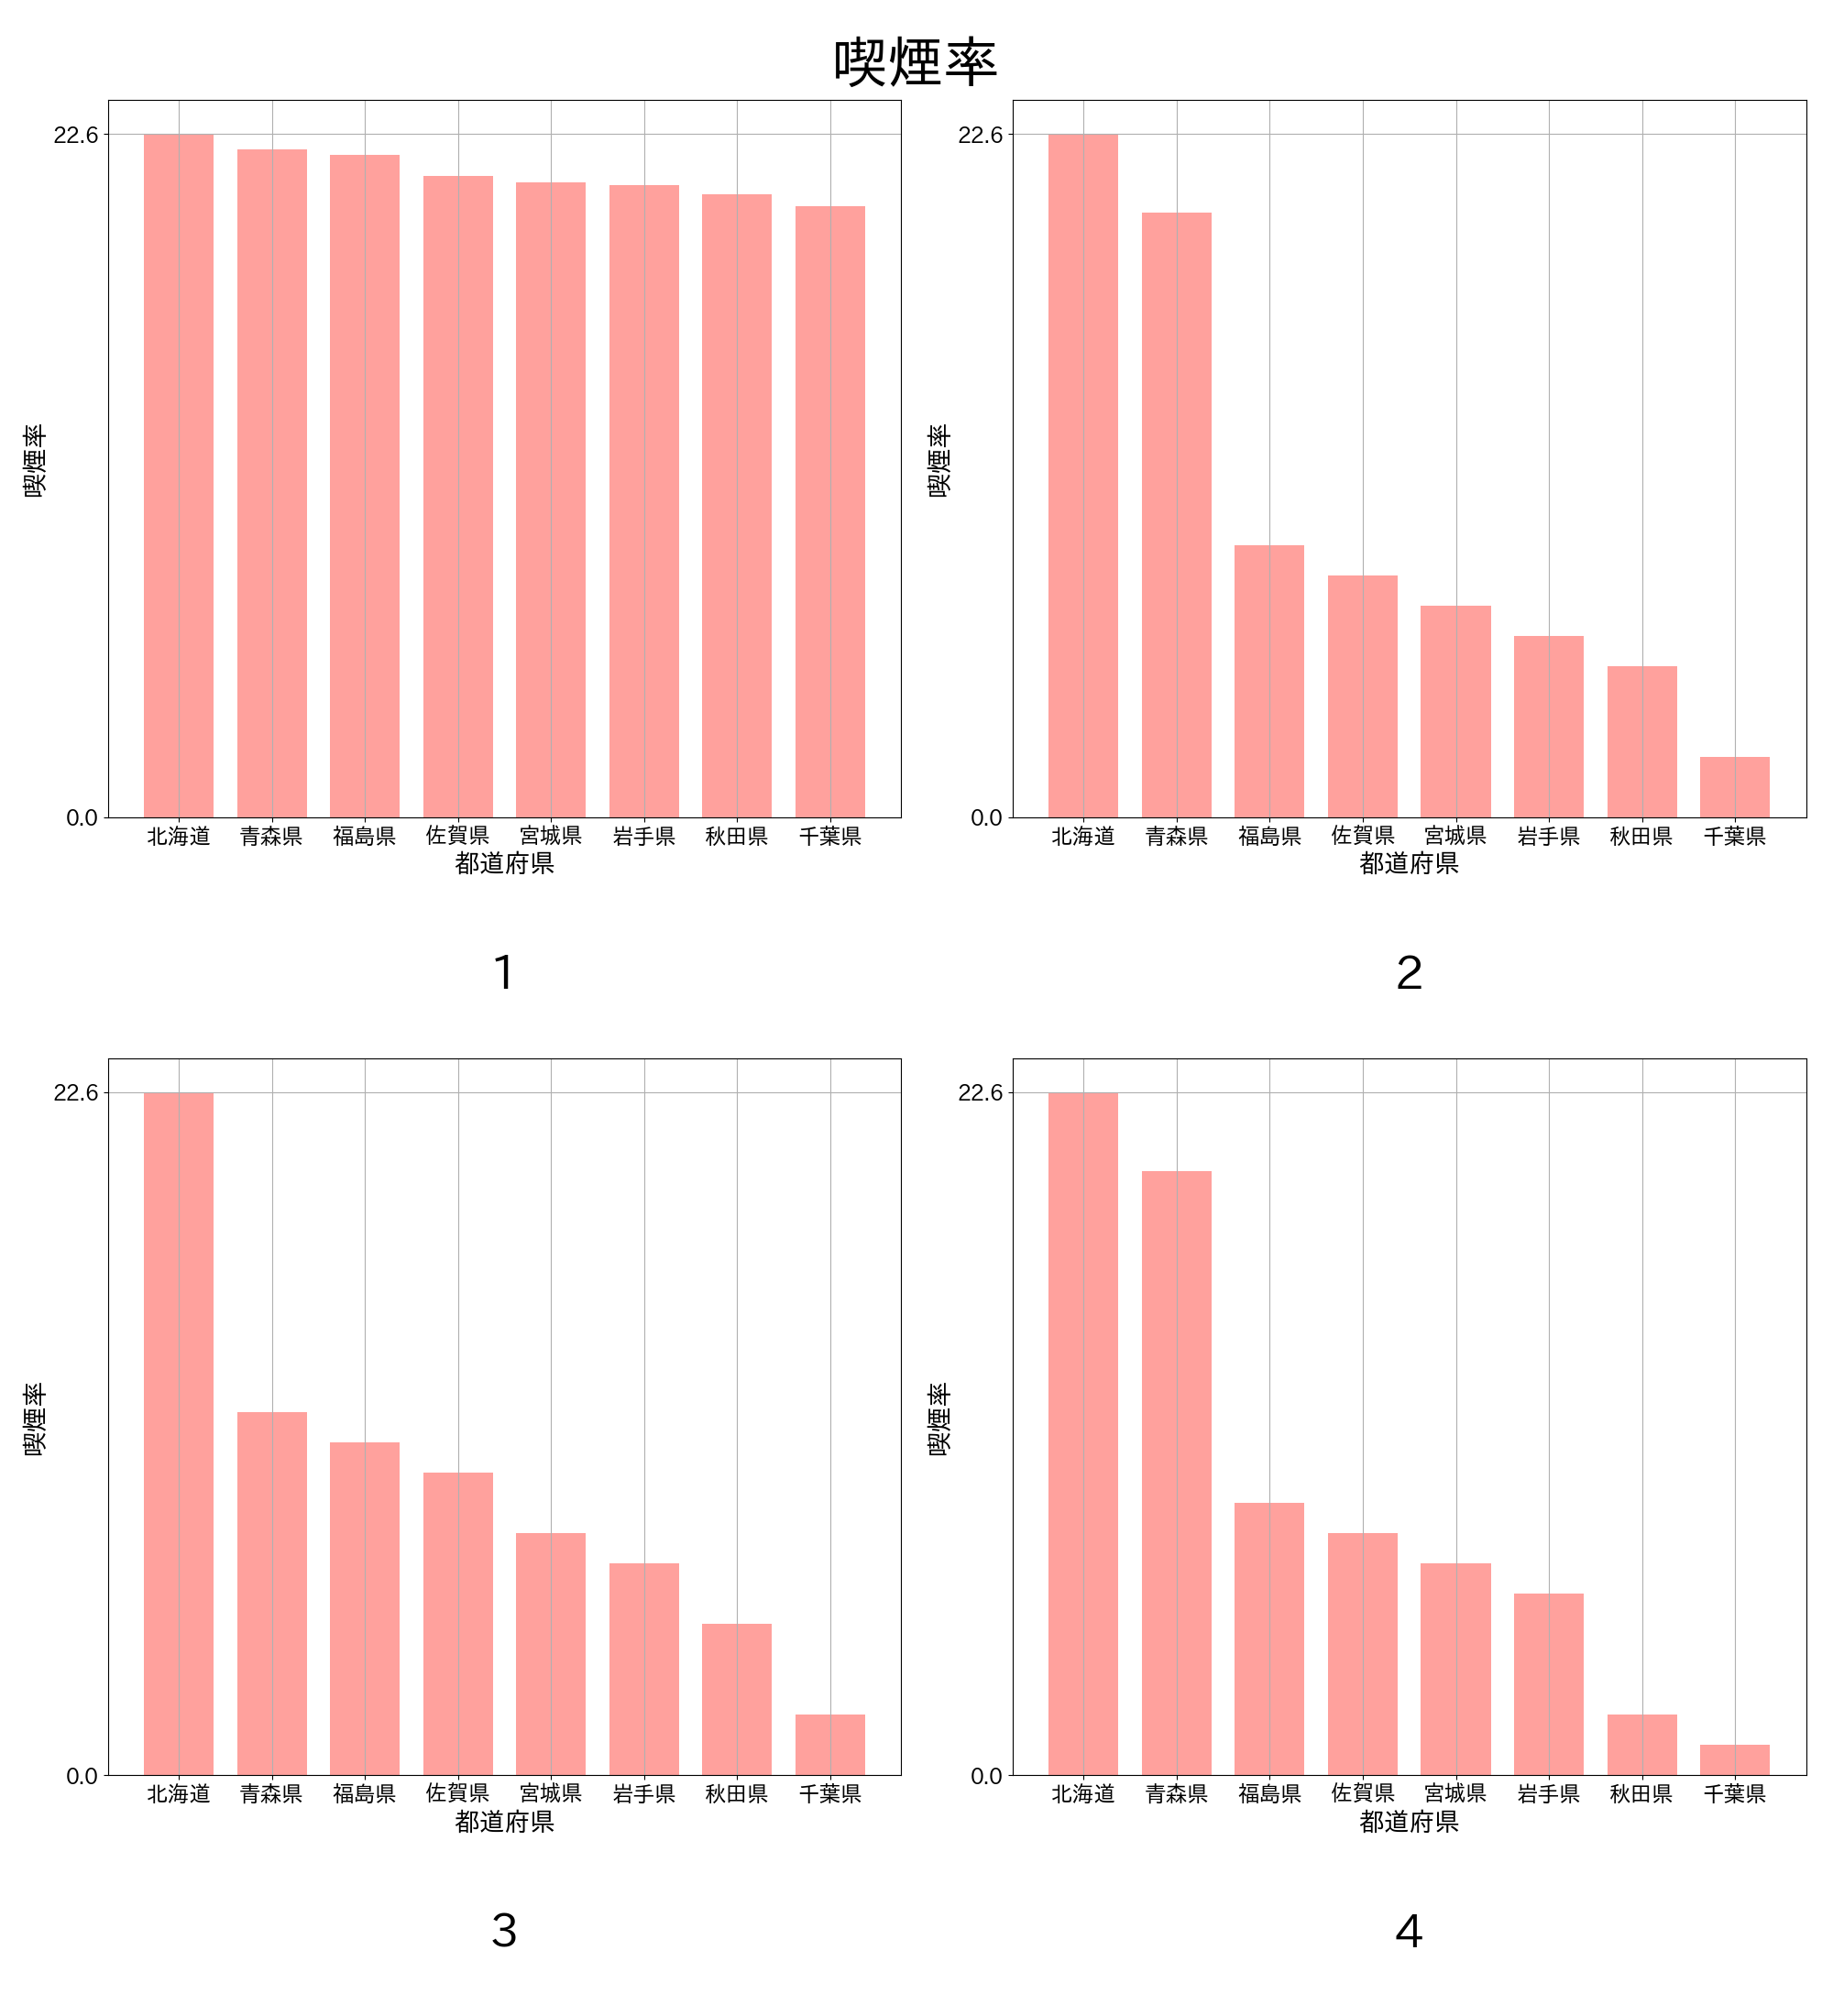 喫煙率
22.6
喫煙率
0.0
北海道 青森県 福島県 佐賀県 宮城県 岩手県 秋田県 千葉県
都道府県
1
22.6
喫煙率
0.0
北海道 青森県 福島県 佐賀県 宮城県 岩手県 秋田県 千葉県
都道府県
2
22.6
喫煙率
0.0
北海道 青森県 福島県 佐賀県 宮城県 岩手県 秋田県 千葉県
都道府県
3
22.6
喫煙率
0.0
北海道 青森県 福島県 佐賀県 宮城県 岩手県 秋田県 千葉県
都道府県
4